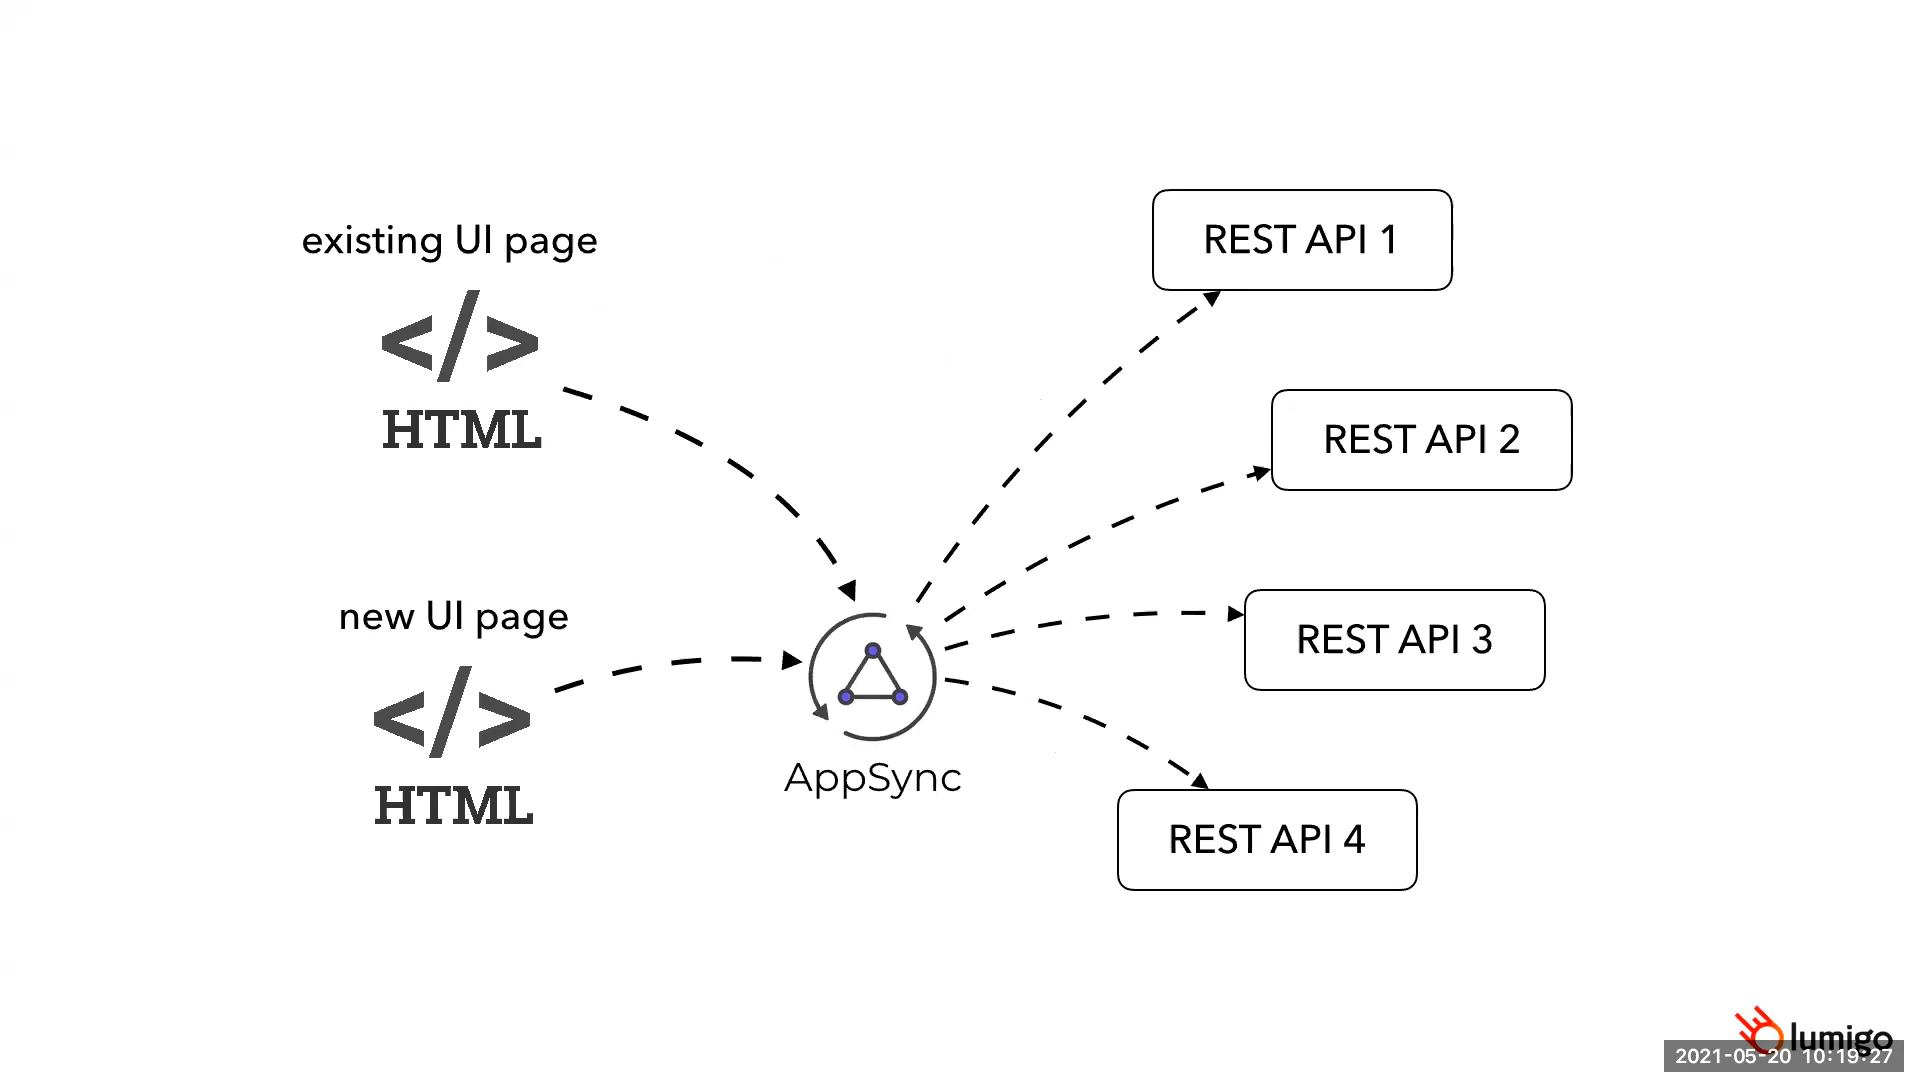 existing UI page
</>
HTML
new UI page
</>
HTML
AppSync
REST API 1
REST API 2
REST API 3
REST API 4
lumigo
2021-05-20 10:19:27